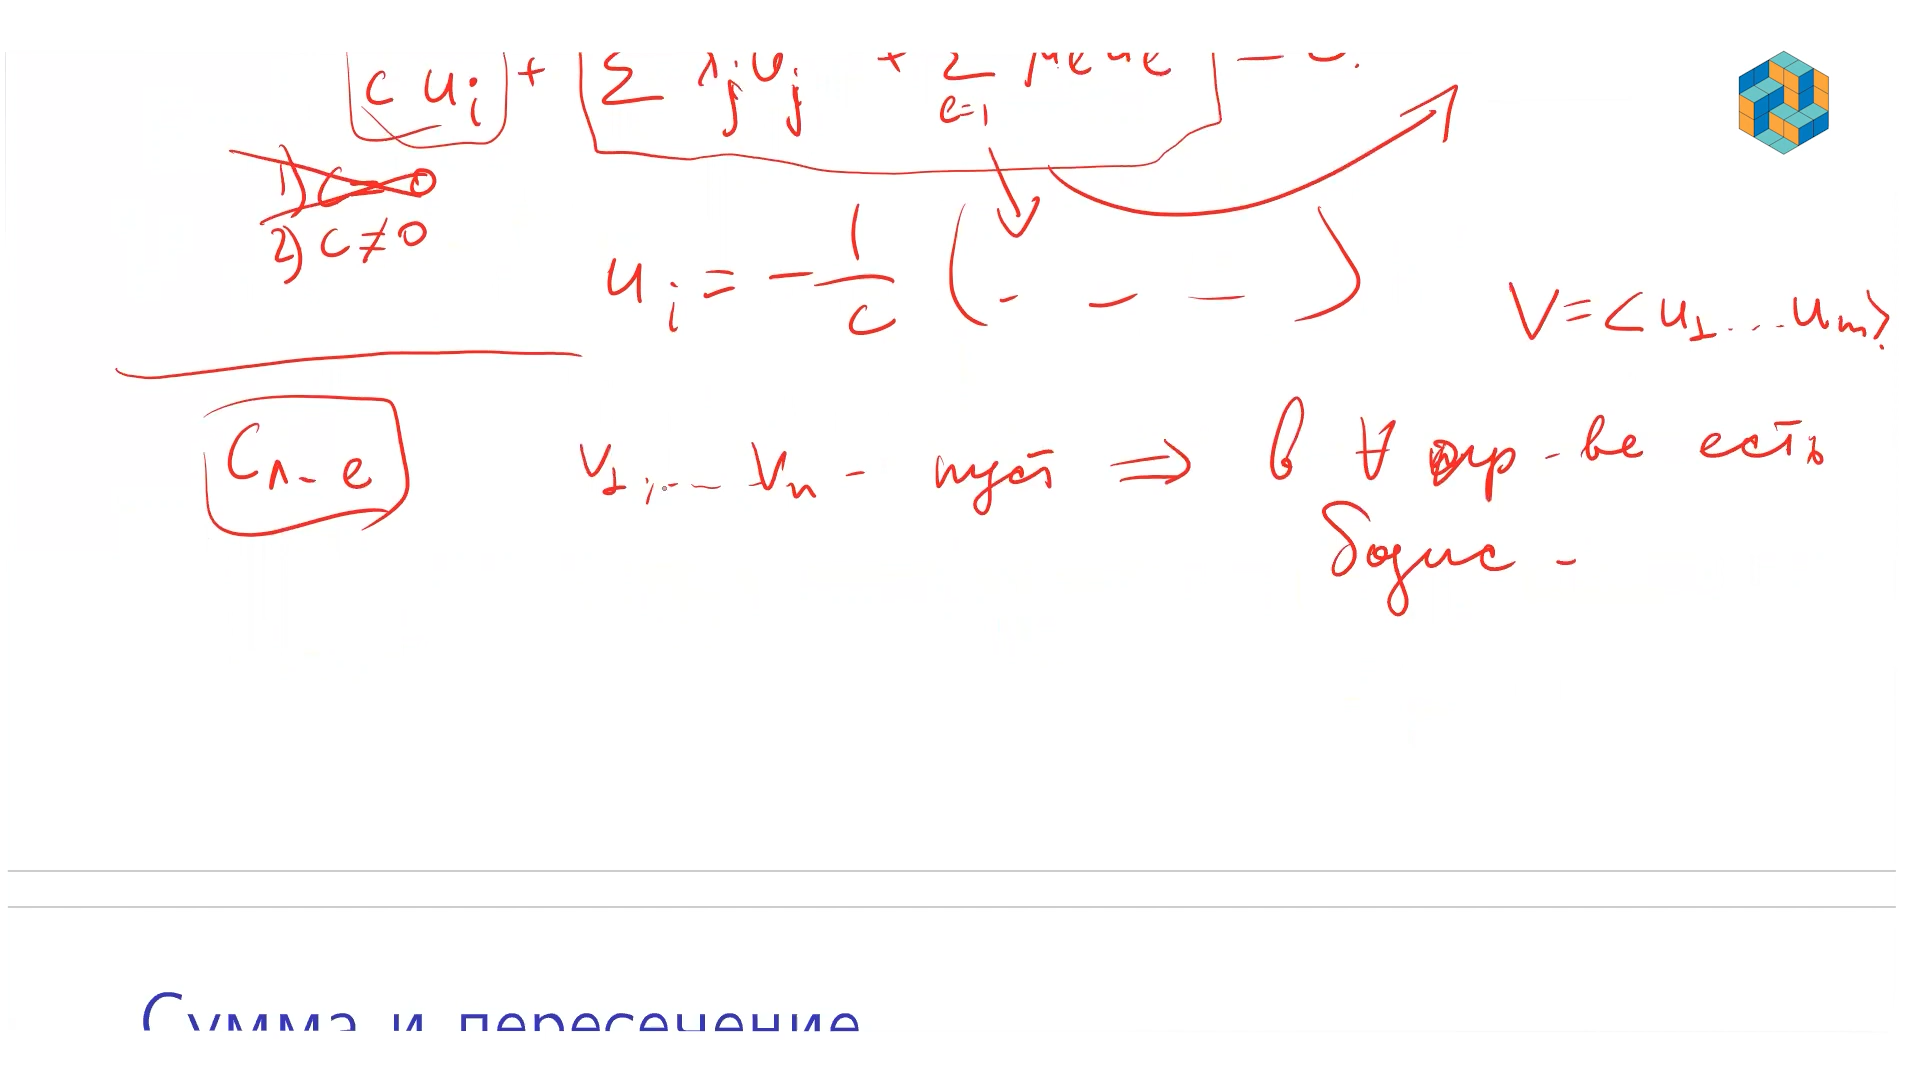 c u_i + Σ λ_j v_j + Σ_{e=1} μ_e u_e = 0.
1) c = 0
2) c ≠ 0
u_i = - 1/c ( - - - )
V = < u_1 ... u_m >
Сл-е
v_1, ... v_n - пуст ⇒ в ∀ пр-ве есть
базис -
Сумма и пересечение